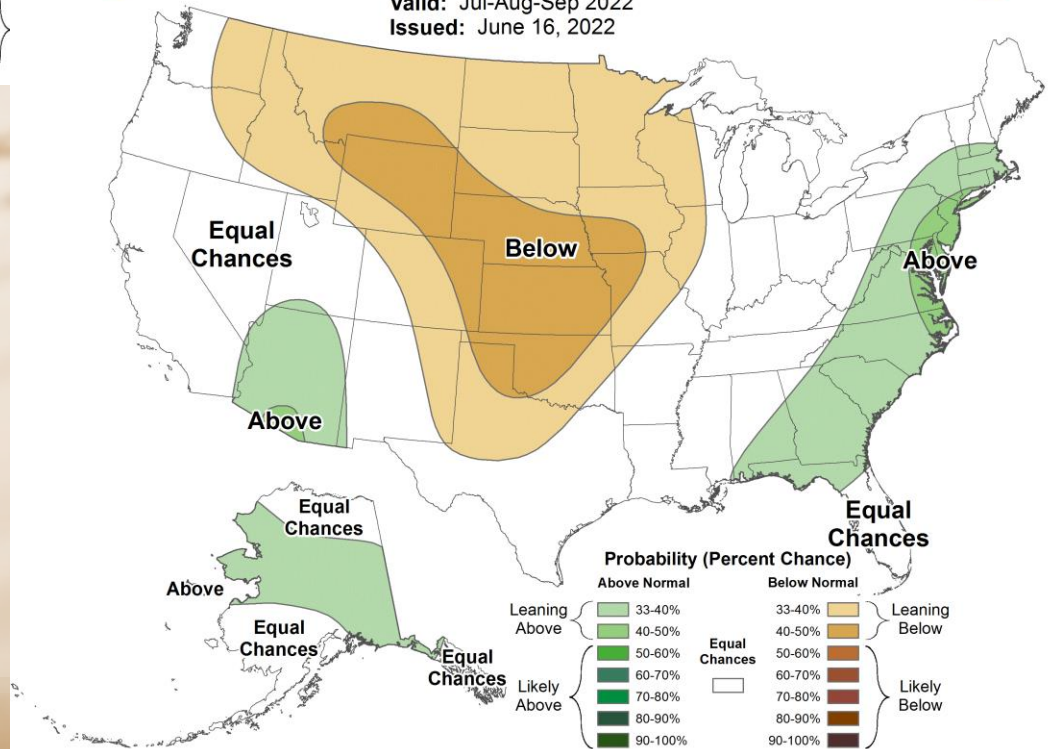 Valid: Jul-Aug-Sep 2022
Issued: June 16, 2022
Equal
Chances
Below
Above
Above
Equal
Chances
Equal
Chances
Above
Equal
Chances
Equal
Chances
Probability (Percent Chance)
Above Normal
Below Normal
Leaning
Above
33-40%
40-50%
Likely
Above
50-60%
60-70%
70-80%
80-90%
90-100%
Equal
Chances
33-40%
40-50%
Leaning
Below
50-60%
60-70%
70-80%
80-90%
90-100%
Likely
Below